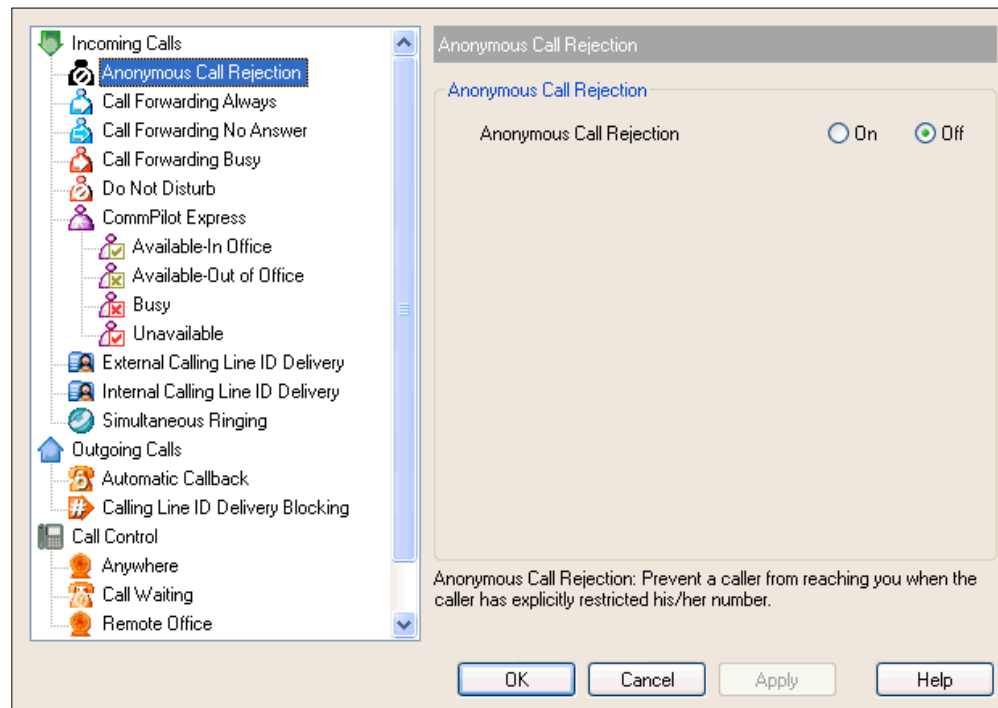 Incoming Calls
Anonymous Call Rejection
Call Forwarding Always
Call Forwarding No Answer
Call Forwarding Busy
Do Not Disturb
CommPilot Express
Available-In Office
Available-Out of Office
Busy
Unavailable
External Calling Line ID Delivery
Internal Calling Line ID Delivery
Simultaneous Ringing
Outgoing Calls
Automatic Callback
Calling Line ID Delivery Blocking
Call Control
Anywhere
Call Waiting
Remote Office
Anonymous Call Rejection
Anonymous Call Rejection
Anonymous Call Rejection On Off
Anonymous Call Rejection: Prevent a caller from reaching you when the
caller has explicitly restricted his/her number.
OK Cancel Apply Help